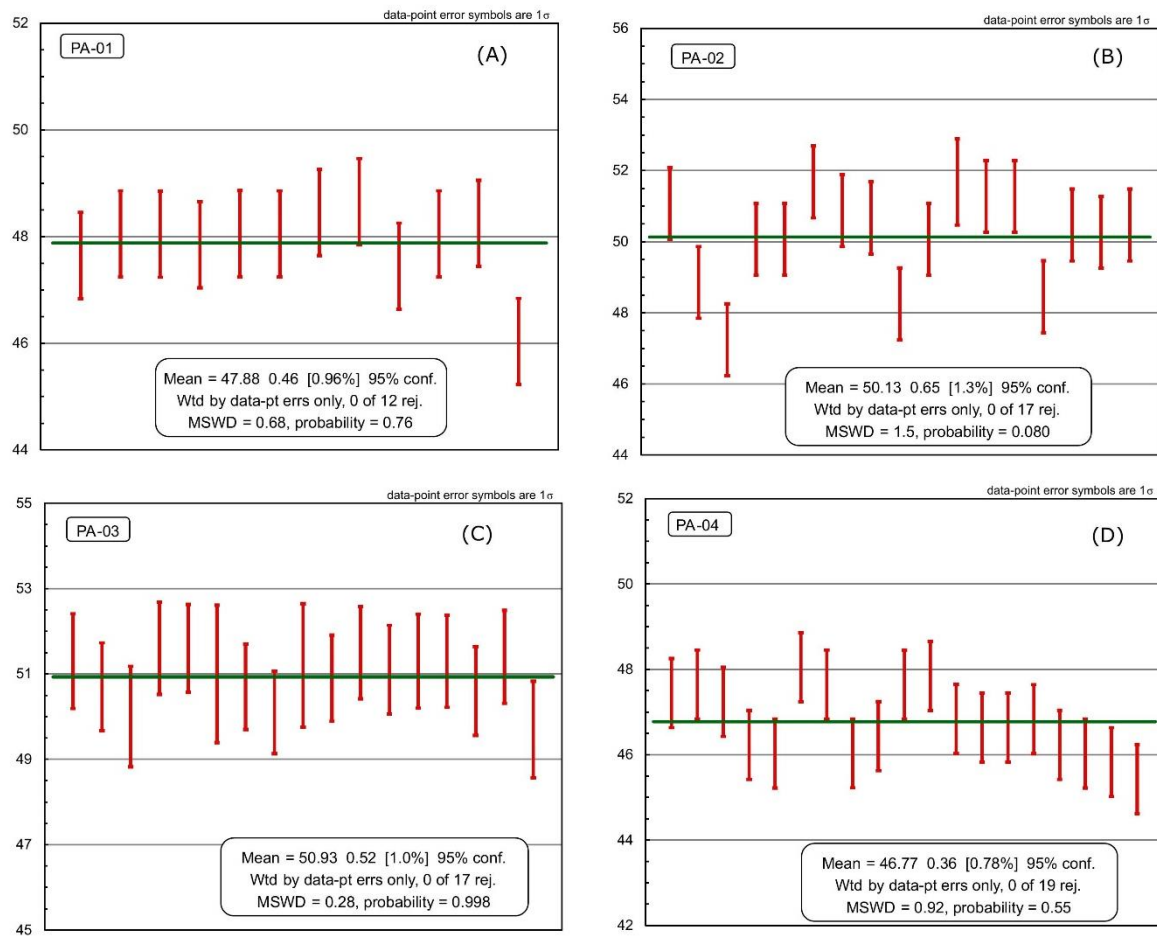 data-point error symbols are 1σ
52
50
48
46
44
PA-01
(A)
Mean = 47.88 0.46 [0.96%] 95% conf.
Wtd by data-pt errs only, 0 of 12 rej.
MSWD = 0.68, probability = 0.76
56
54
52
50
48
46
44
PA-02
(B)
Mean = 50.13 0.65 [1.3%] 95% conf.
Wtd by data-pt errs only, 0 of 17 rej.
MSWD = 1.5, probability = 0.080
data-point error symbols are 1σ
55
53
51
49
47
45
PA-03
(C)
Mean = 50.93 0.52 [1.0%] 95% conf.
Wtd by data-pt errs only, 0 of 17 rej.
MSWD = 0.28, probability = 0.998
data-point error symbols are 1σ
52
50
48
46
44
42
PA-04
(D)
Mean = 46.77 0.36 [0.78%] 95% conf.
Wtd by data-pt errs only, 0 of 19 rej.
MSWD = 0.92, probability = 0.55
data-point error symbols are 1σ